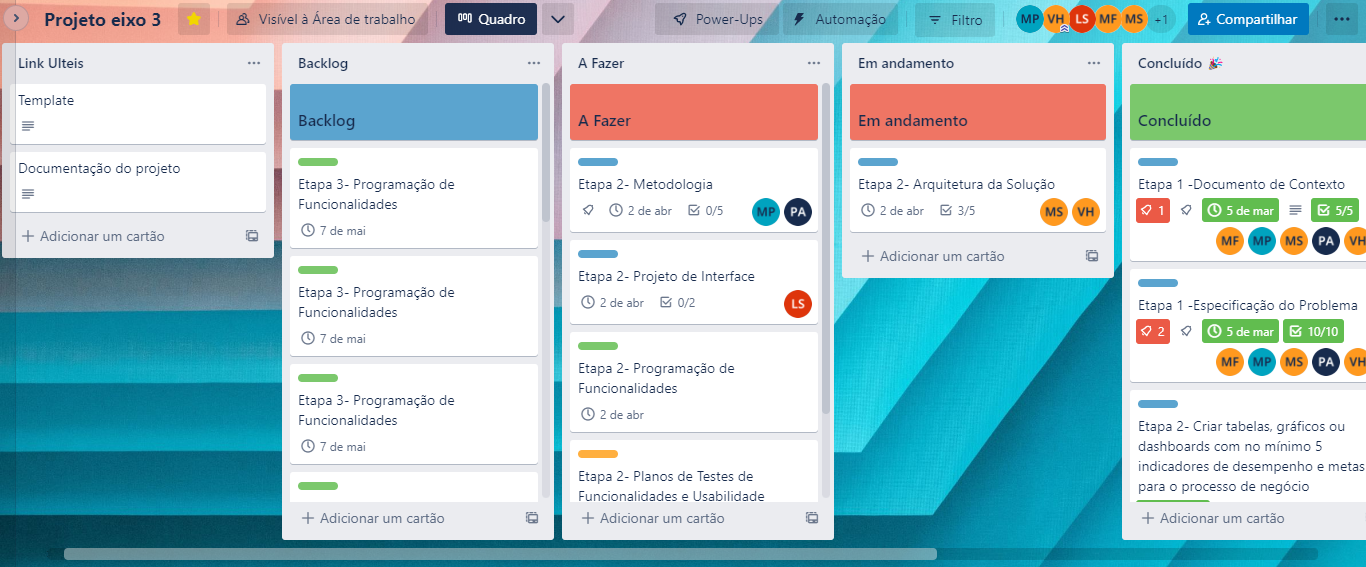 Projeto eixo 3
Visível à Área de trabalho
Quadro
Power-Ups
Automação
Filtro
MP VH LS MF MS +1
Compartilhar
Link Ulteis
Template
Documentação do projeto
Adicionar um cartão
Backlog
Backlog
Etapa 3- Programação de
Funcionalidades
7 de mai
Etapa 3- Programação de
Funcionalidades
7 de mai
Etapa 3- Programação de
Funcionalidades
7 de mai
Adicionar um cartão
A Fazer
A Fazer
Etapa 2- Metodologia
2 de abr 0/5
MP PA
Etapa 2- Projeto de Interface
2 de abr 0/2
LS
Etapa 2- Programação de
Funcionalidades
2 de abr
Etapa 2- Planos de Testes de
Funcionalidades e Usabilidade
Adicionar um cartão
Em andamento
Em andamento
Etapa 2- Arquitetura da Solução
2 de abr 3/5
MS VH
Adicionar um cartão
Concluído 🎉
Concluído
Etapa 1 -Documento de Contexto
1 5 de mar 5/5
MF MP MS PA VH
Etapa 1 -Especificação do Problema
2 5 de mar 10/10
MF MP MS PA VH
Etapa 2- Criar tabelas, gráficos ou
dashboards com no mínimo 5
indicadores de desempenho e metas
para o processo de negócio
Adicionar um cartão